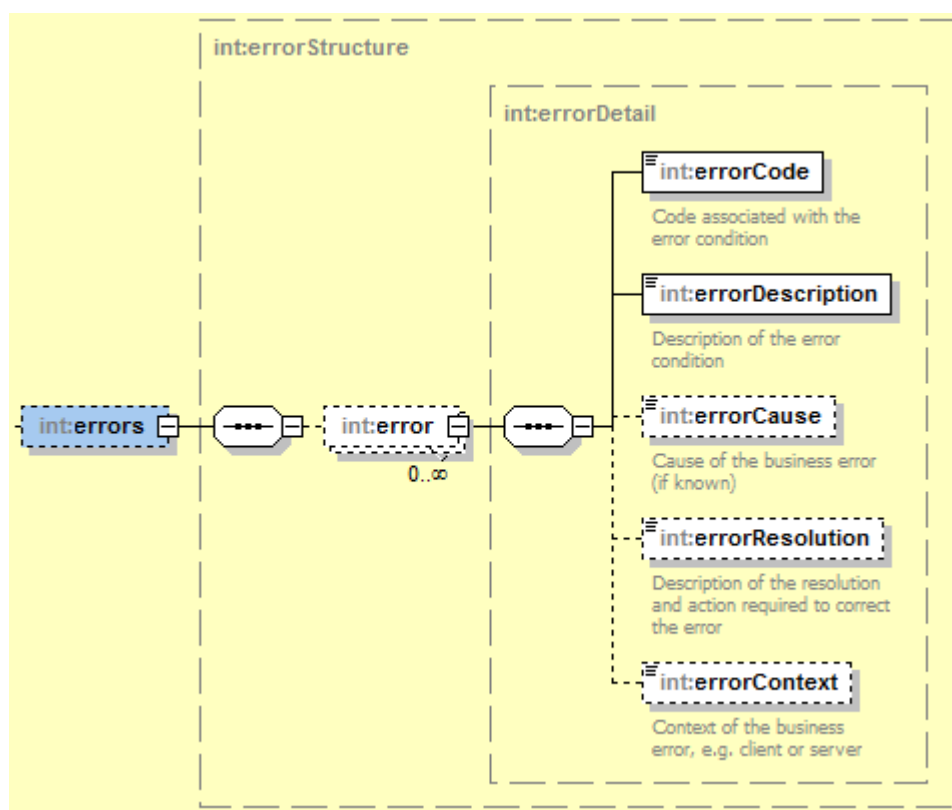 int:errorStructure
int:errorDetail
int:errorCode
Code associated with the
error condition
int:errorDescription
Description of the error
condition
int:errors
int:error
0..∞
int:errorCause
Cause of the business error
(if known)
int:errorResolution
Description of the resolution
and action required to correct
the error
int:errorContext
Context of the business
error, e.g. client or server